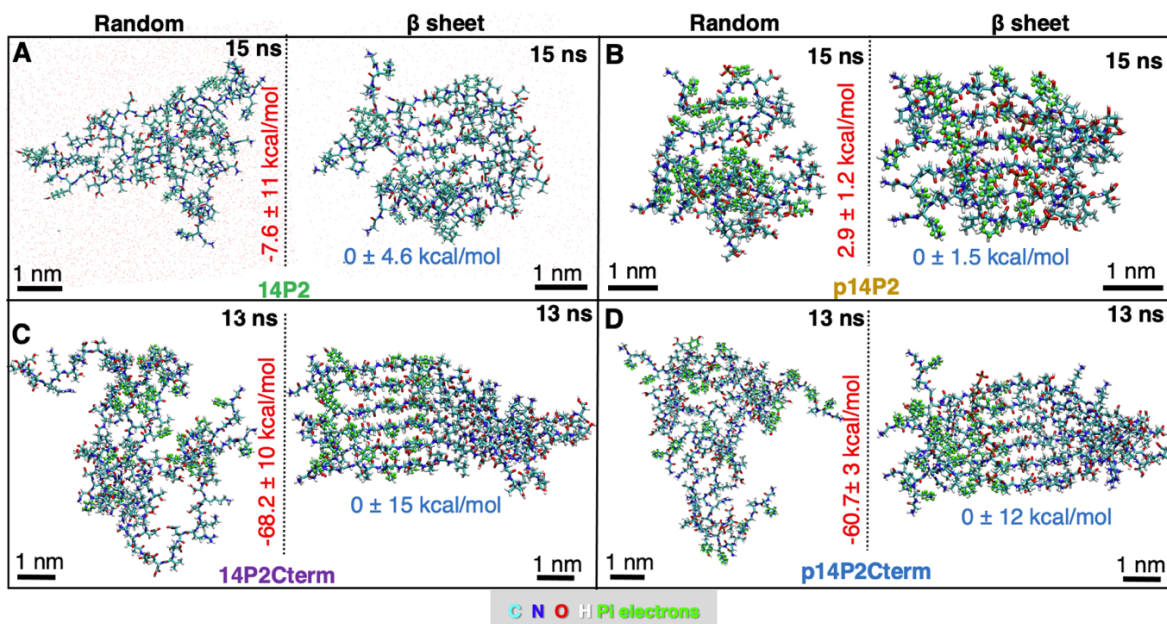 Random
β sheet
Random
β sheet
A
15 ns
15 ns
-7.6 ± 11 kcal/mol
0 ± 4.6 kcal/mol
1 nm
1 nm
14P2
B
15 ns
15 ns
2.9 ± 1.2 kcal/mol
0 ± 1.5 kcal/mol
1 nm
1 nm
p14P2
C
13 ns
13 ns
-68.2 ± 10 kcal/mol
0 ± 15 kcal/mol
1 nm
1 nm
14P2Cterm
D
13 ns
13 ns
-60.7± 3 kcal/mol
0 ± 12 kcal/mol
1 nm
1 nm
p14P2Cterm
C N O H Pi electrons